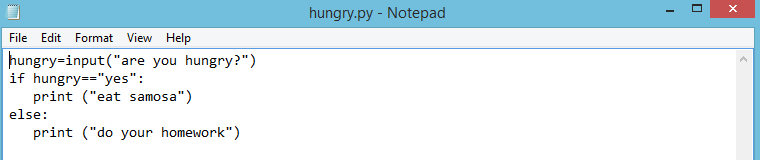 hungry.py - Notepad
File Edit Format View Help
hungry=input("are you hungry?")
if hungry=="yes":
   print ("eat samosa")
else:
   print ("do your homework")